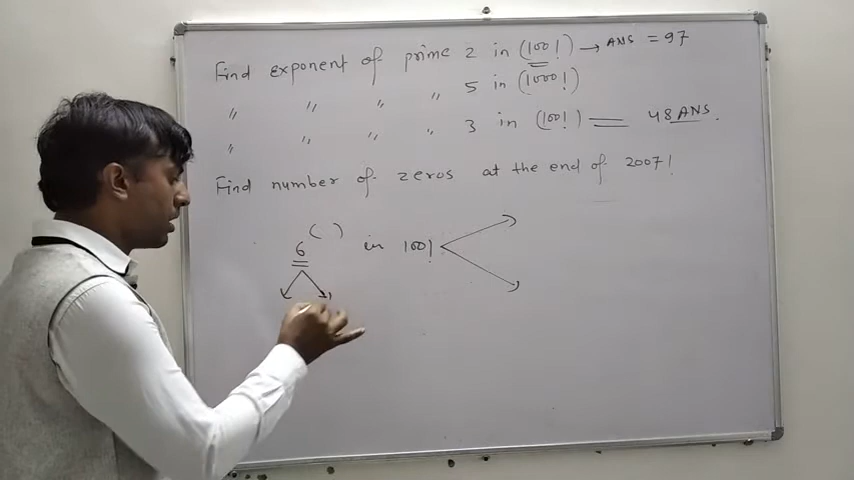 Find exponent of prime 2 in (100!) → ANS = 97
" " " " 5 in (1000!)
" " " " 3 in (100!) = 48 ANS.
Find number of zeros at the end of 2007!
6^( ) in 100!